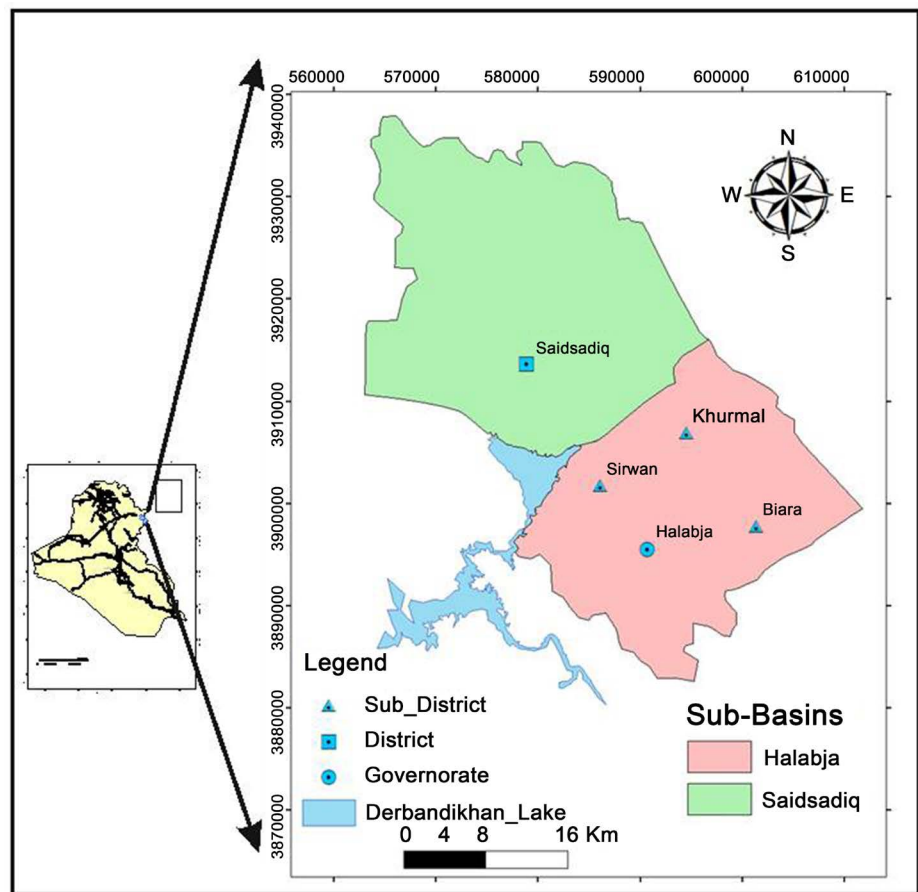 560000 570000 580000 590000 600000 610000
3940000
3930000
3920000
3910000
3900000
3890000
3880000
3870000
N
W E
S
Saidsadiq
Khurmal
Sirwan
Biara
Halabja
Legend
Sub_District
District
Governorate
Derbandikhan_Lake
0 4 8 16 Km
Sub-Basins
Halabja
Saidsadiq